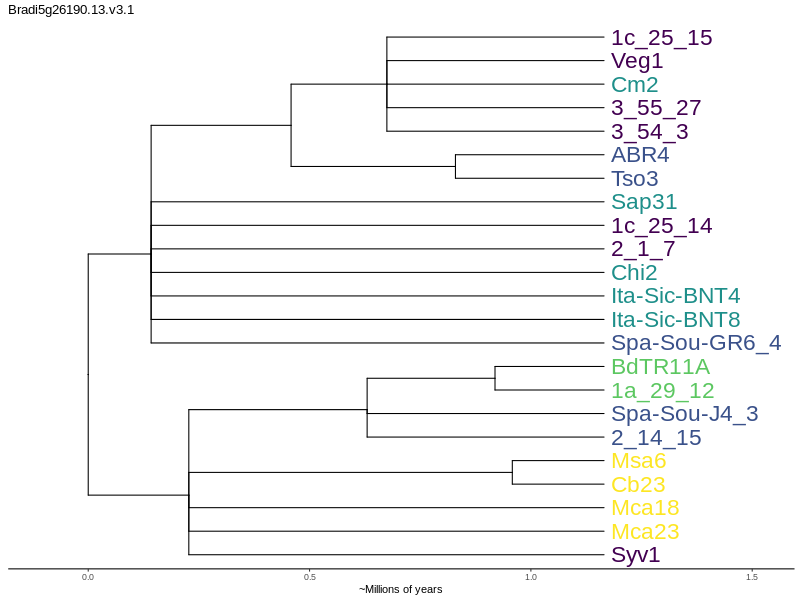 Bradi5g26190.13.v3.1
1c_25_15
Veg1
Cm2
3_55_27
3_54_3
ABR4
Tso3
Sap31
1c_25_14
2_1_7
Chi2
Ita-Sic-BNT4
Ita-Sic-BNT8
Spa-Sou-GR6_4
BdTR11A
1a_29_12
Spa-Sou-J4_3
2_14_15
Msa6
Cb23
Mca18
Mca23
Syv1
0.0 0.5 1.0 1.5
~Millions of years